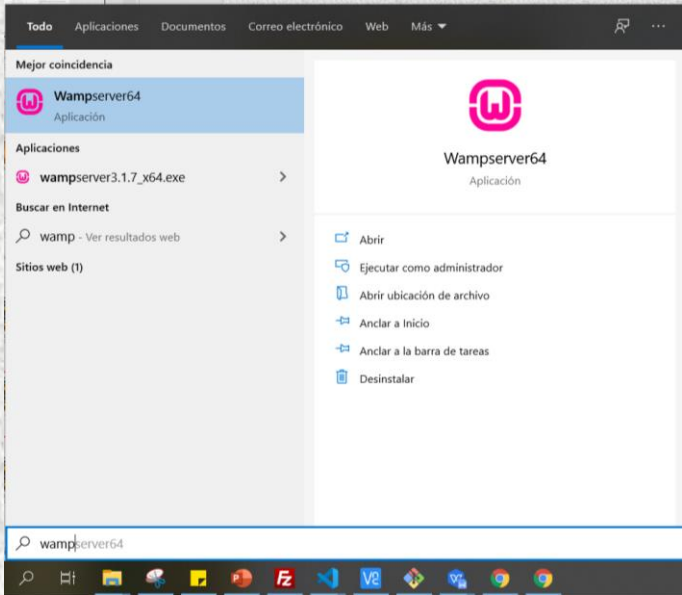 Todo Aplicaciones Documentos Correo electrónico Web Más
Mejor coincidencia
Wampserver64
Aplicación
Aplicaciones
wampserver3.1.7_x64.exe
Buscar en Internet
wamp - Ver resultados web
Sitios web (1)
Wampserver64
Aplicación
Abrir
Ejecutar como administrador
Abrir ubicación de archivo
Anclar a Inicio
Anclar a la barra de tareas
Desinstalar
wampserver64